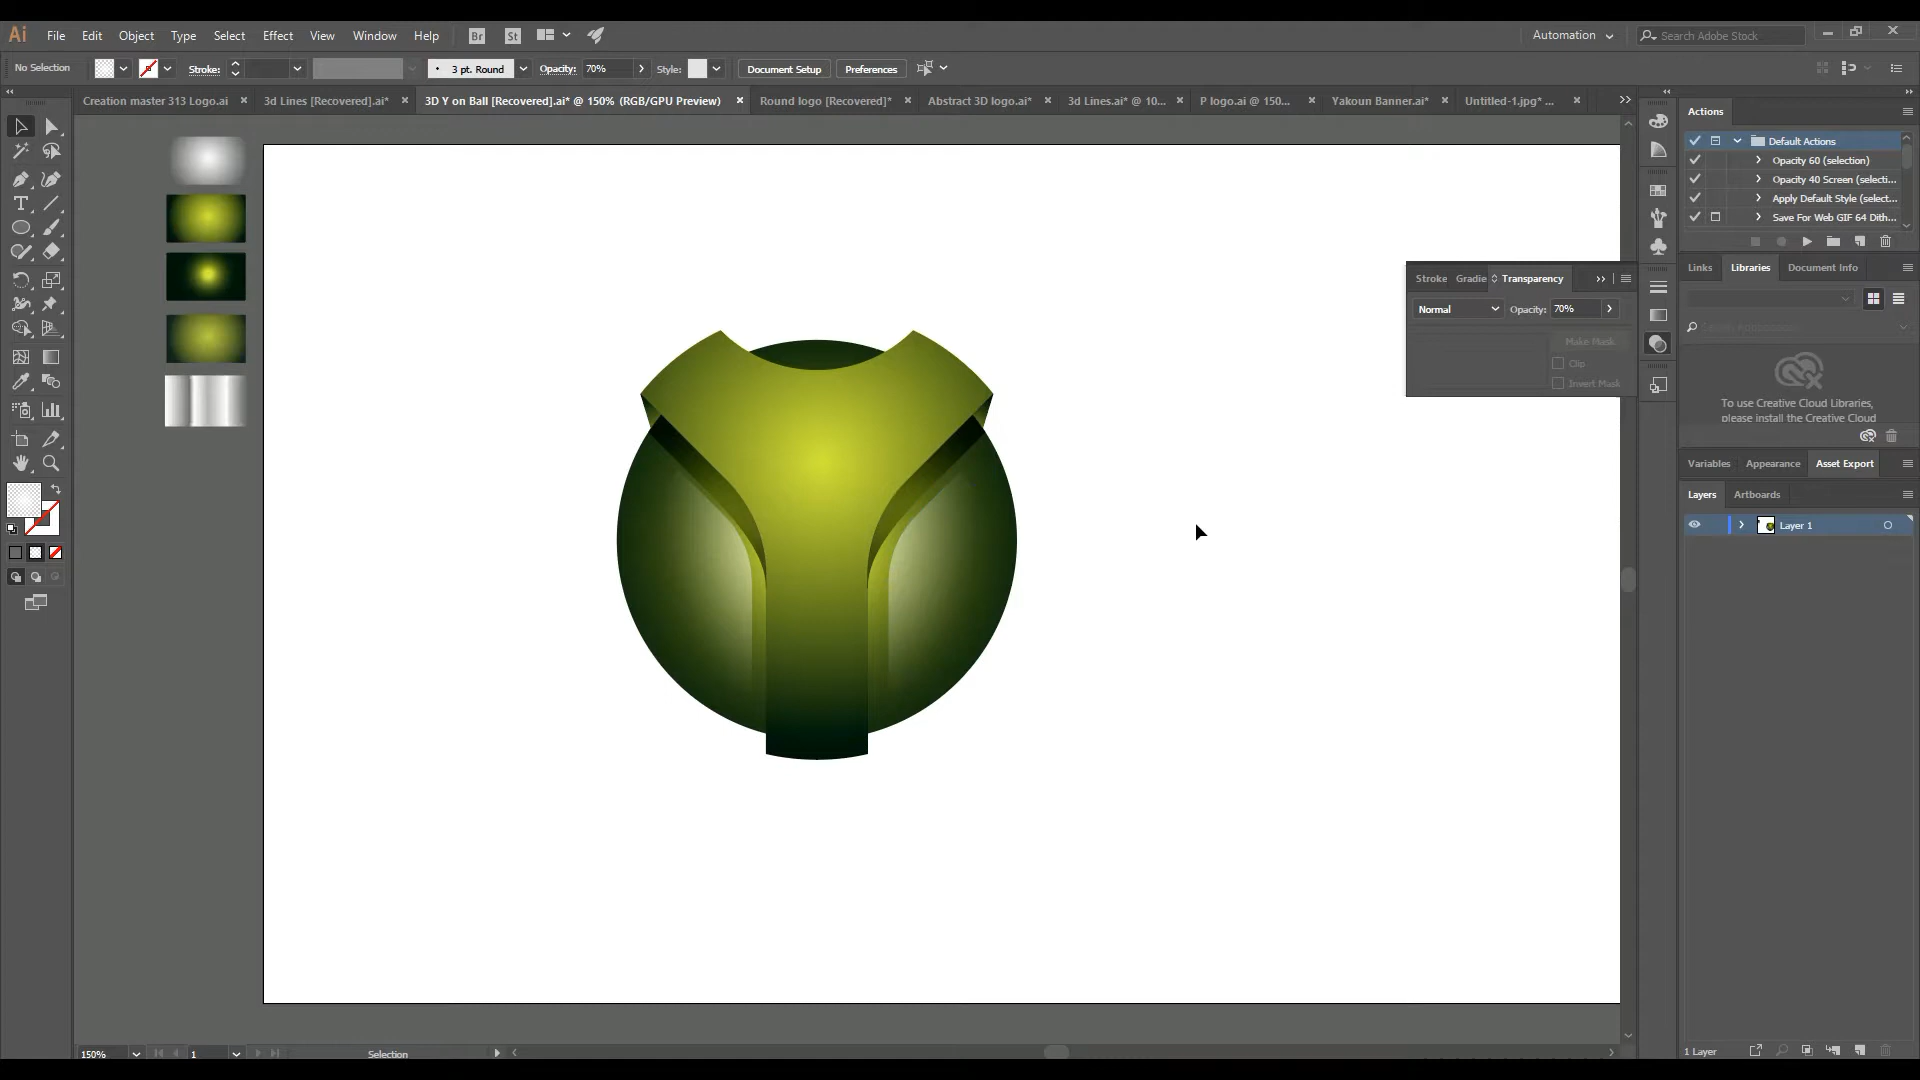 Ai File Edit Object Type Select Effect View Window Help Br St Automation Search Adobe Stock
No Selection Stroke: 3 pt. Round Opacity: 70% Style: Document Setup Preferences
Creation master 313 Logo.ai × 3d Lines [Recovered].ai* × 3D Y on Ball [Recovered].ai* @ 150% (RGB/GPU Preview) × Round logo [Recovered]* × Abstract 3D logo.ai* × 3d Lines.ai* @ 10... × P logo.ai @ 150... × Yakoun Banner.ai* × Untitled-1.jpg* ... ×
Actions
Default Actions
Opacity 60 (selection)
Opacity 40 Screen (selecti...
Apply Default Style (select...
Save For Web GIF 64 Dith...
Links Libraries Document Info
Stroke Gradie Transparency
Normal Opacity: 70%
Make Mask
Clip
Invert Mask
To use Creative Cloud Libraries,
please install the Creative Cloud
Variables Appearance Asset Export
Layers Artboards
Layer 1
150% 1 Selection
1 Layer